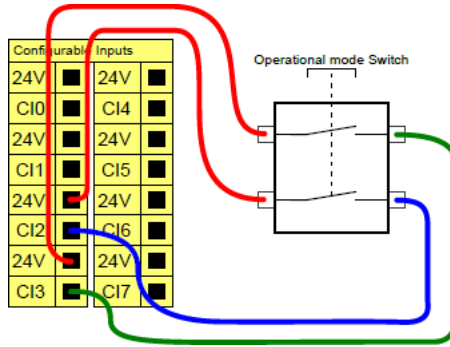 Configurable Inputs
24V 24V
CI0 CI4
24V 24V
CI1 CI5
24V 24V
CI2 CI6
24V 24V
CI3 CI7
Operational mode Switch